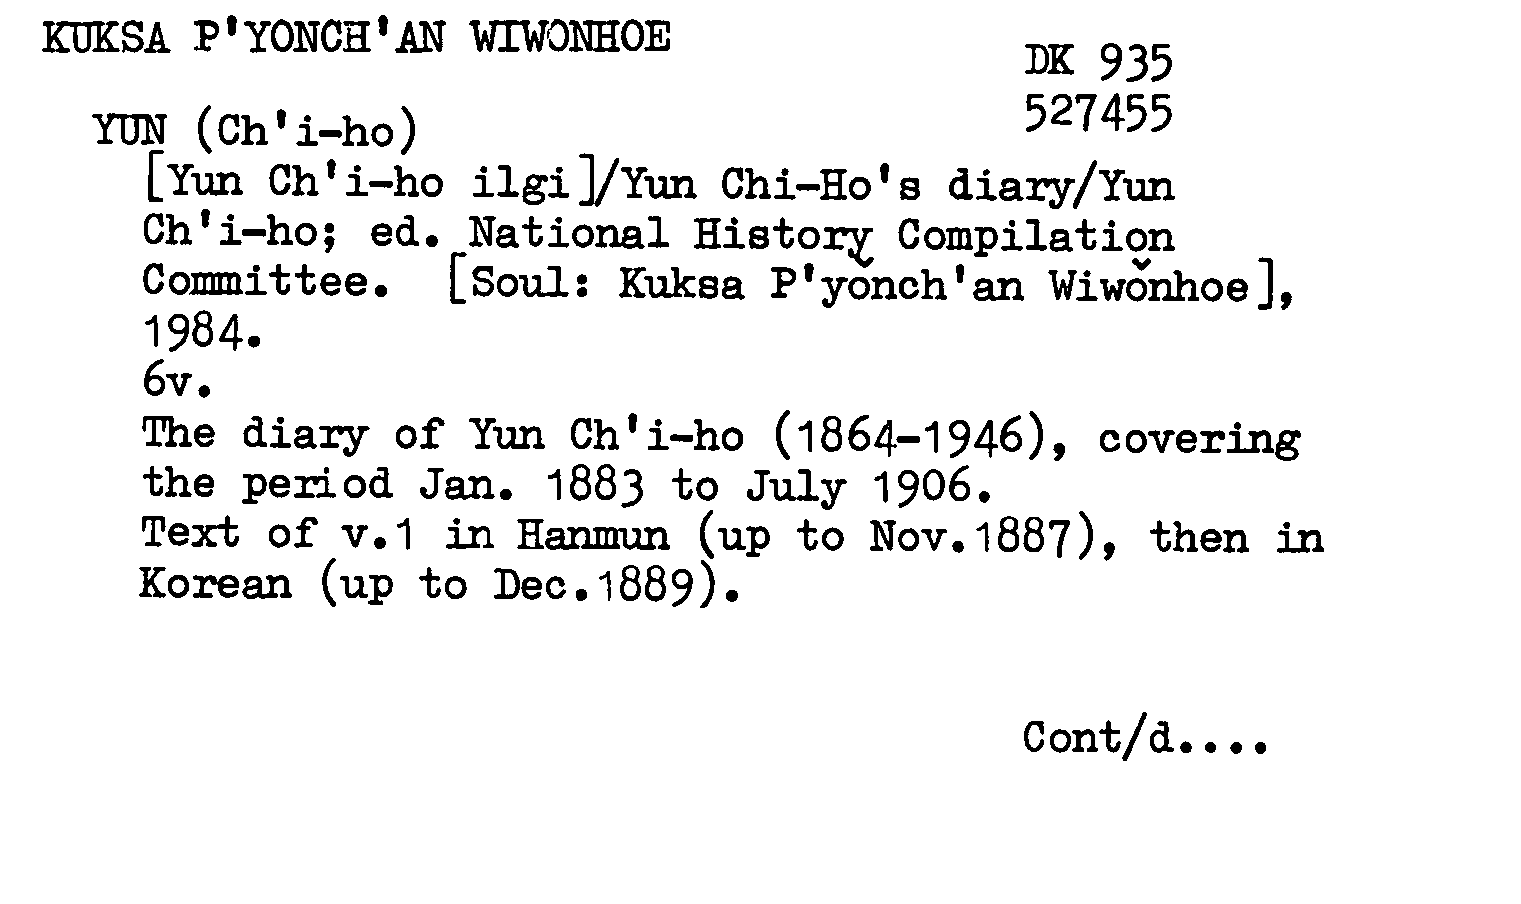 KUKSA P'YONCH'AN WIWONHOE
DK 935
527455
YUN (Ch'i-ho)
[Yun Ch'i-ho ilgi]/Yun Chi-Ho's diary/Yun
Ch'i-ho; ed. National History Compilation
Committee. [Soul: Kuksa P'yŏnch'an Wiwŏnhoe],
1984.
6v.
The diary of Yun Ch'i-ho (1864-1946), covering
the period Jan. 1883 to July 1906.
Text of v.1 in Hanmun (up to Nov.1887), then in
Korean (up to Dec.1889).
Cont/d....